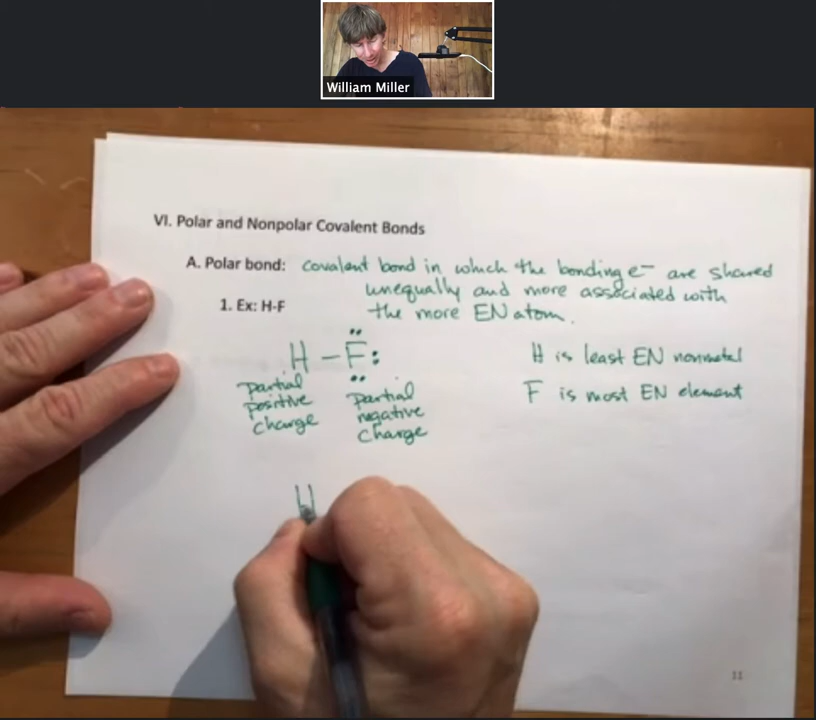 William Miller
VI. Polar and Nonpolar Covalent Bonds
A. Polar bond: covalent bond in which the bonding e⁻ are shared
unequally and more associated with
1. Ex: H-F the more EN atom.
H – F: H is least EN nonmetal
partial positive charge
partial negative charge
F is most EN element
H
11